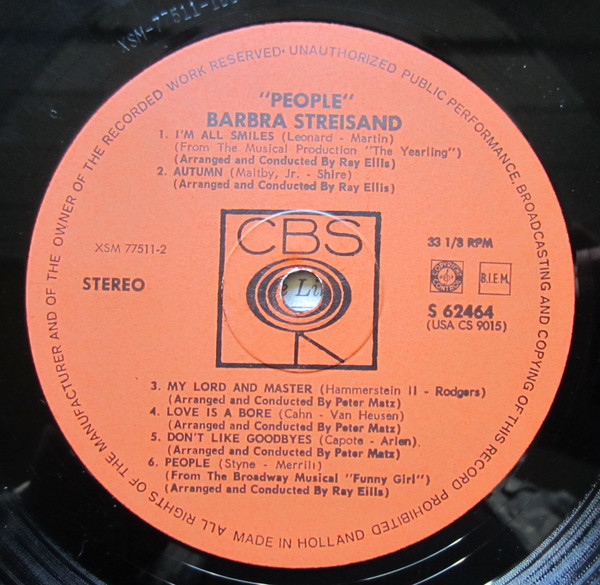 XSM-77511-
ALL RIGHTS OF THE MANUFACTURER AND OF THE OWNER OF THE RECORDED WORK RESERVED· UNAUTHORIZED PUBLIC PERFORMANCE. BROADCASTING AND COPYING OF THIS RECORD PROHIBITED
"PEOPLE"
BARBRA STREISAND
1. I'M ALL SMILES (Leonard - Martin)
(From The Musical Production "The Yearling")
(Arranged and Conducted By Ray Ellis)
2. AUTUMN (Maltby, Jr. - Shire)
(Arranged and Conducted By Ray Ellis)
CBS
XSM 77511-2
33 1/3 RPM
STEREO
COPYRIGHT CONTROL
B.I.E.M.
S 62464
(USA CS 9015)
3. MY LORD AND MASTER (Hammerstein II - Rodgers)
(Arranged and Conducted By Peter Matz)
4. LOVE IS A BORE (Cahn - Van Heusen)
(Arranged and Conducted By Peter Matz)
5. DON'T LIKE GOODBYES (Capote - Arlen).
(Arranged and Conducted By Peter Matz)
6. PEOPLE (Styne - Merrill)
(From The Broadway Musical "Funny Girl")
(Arranged and Conducted By Ray Ellis)
MADE IN HOLLAND